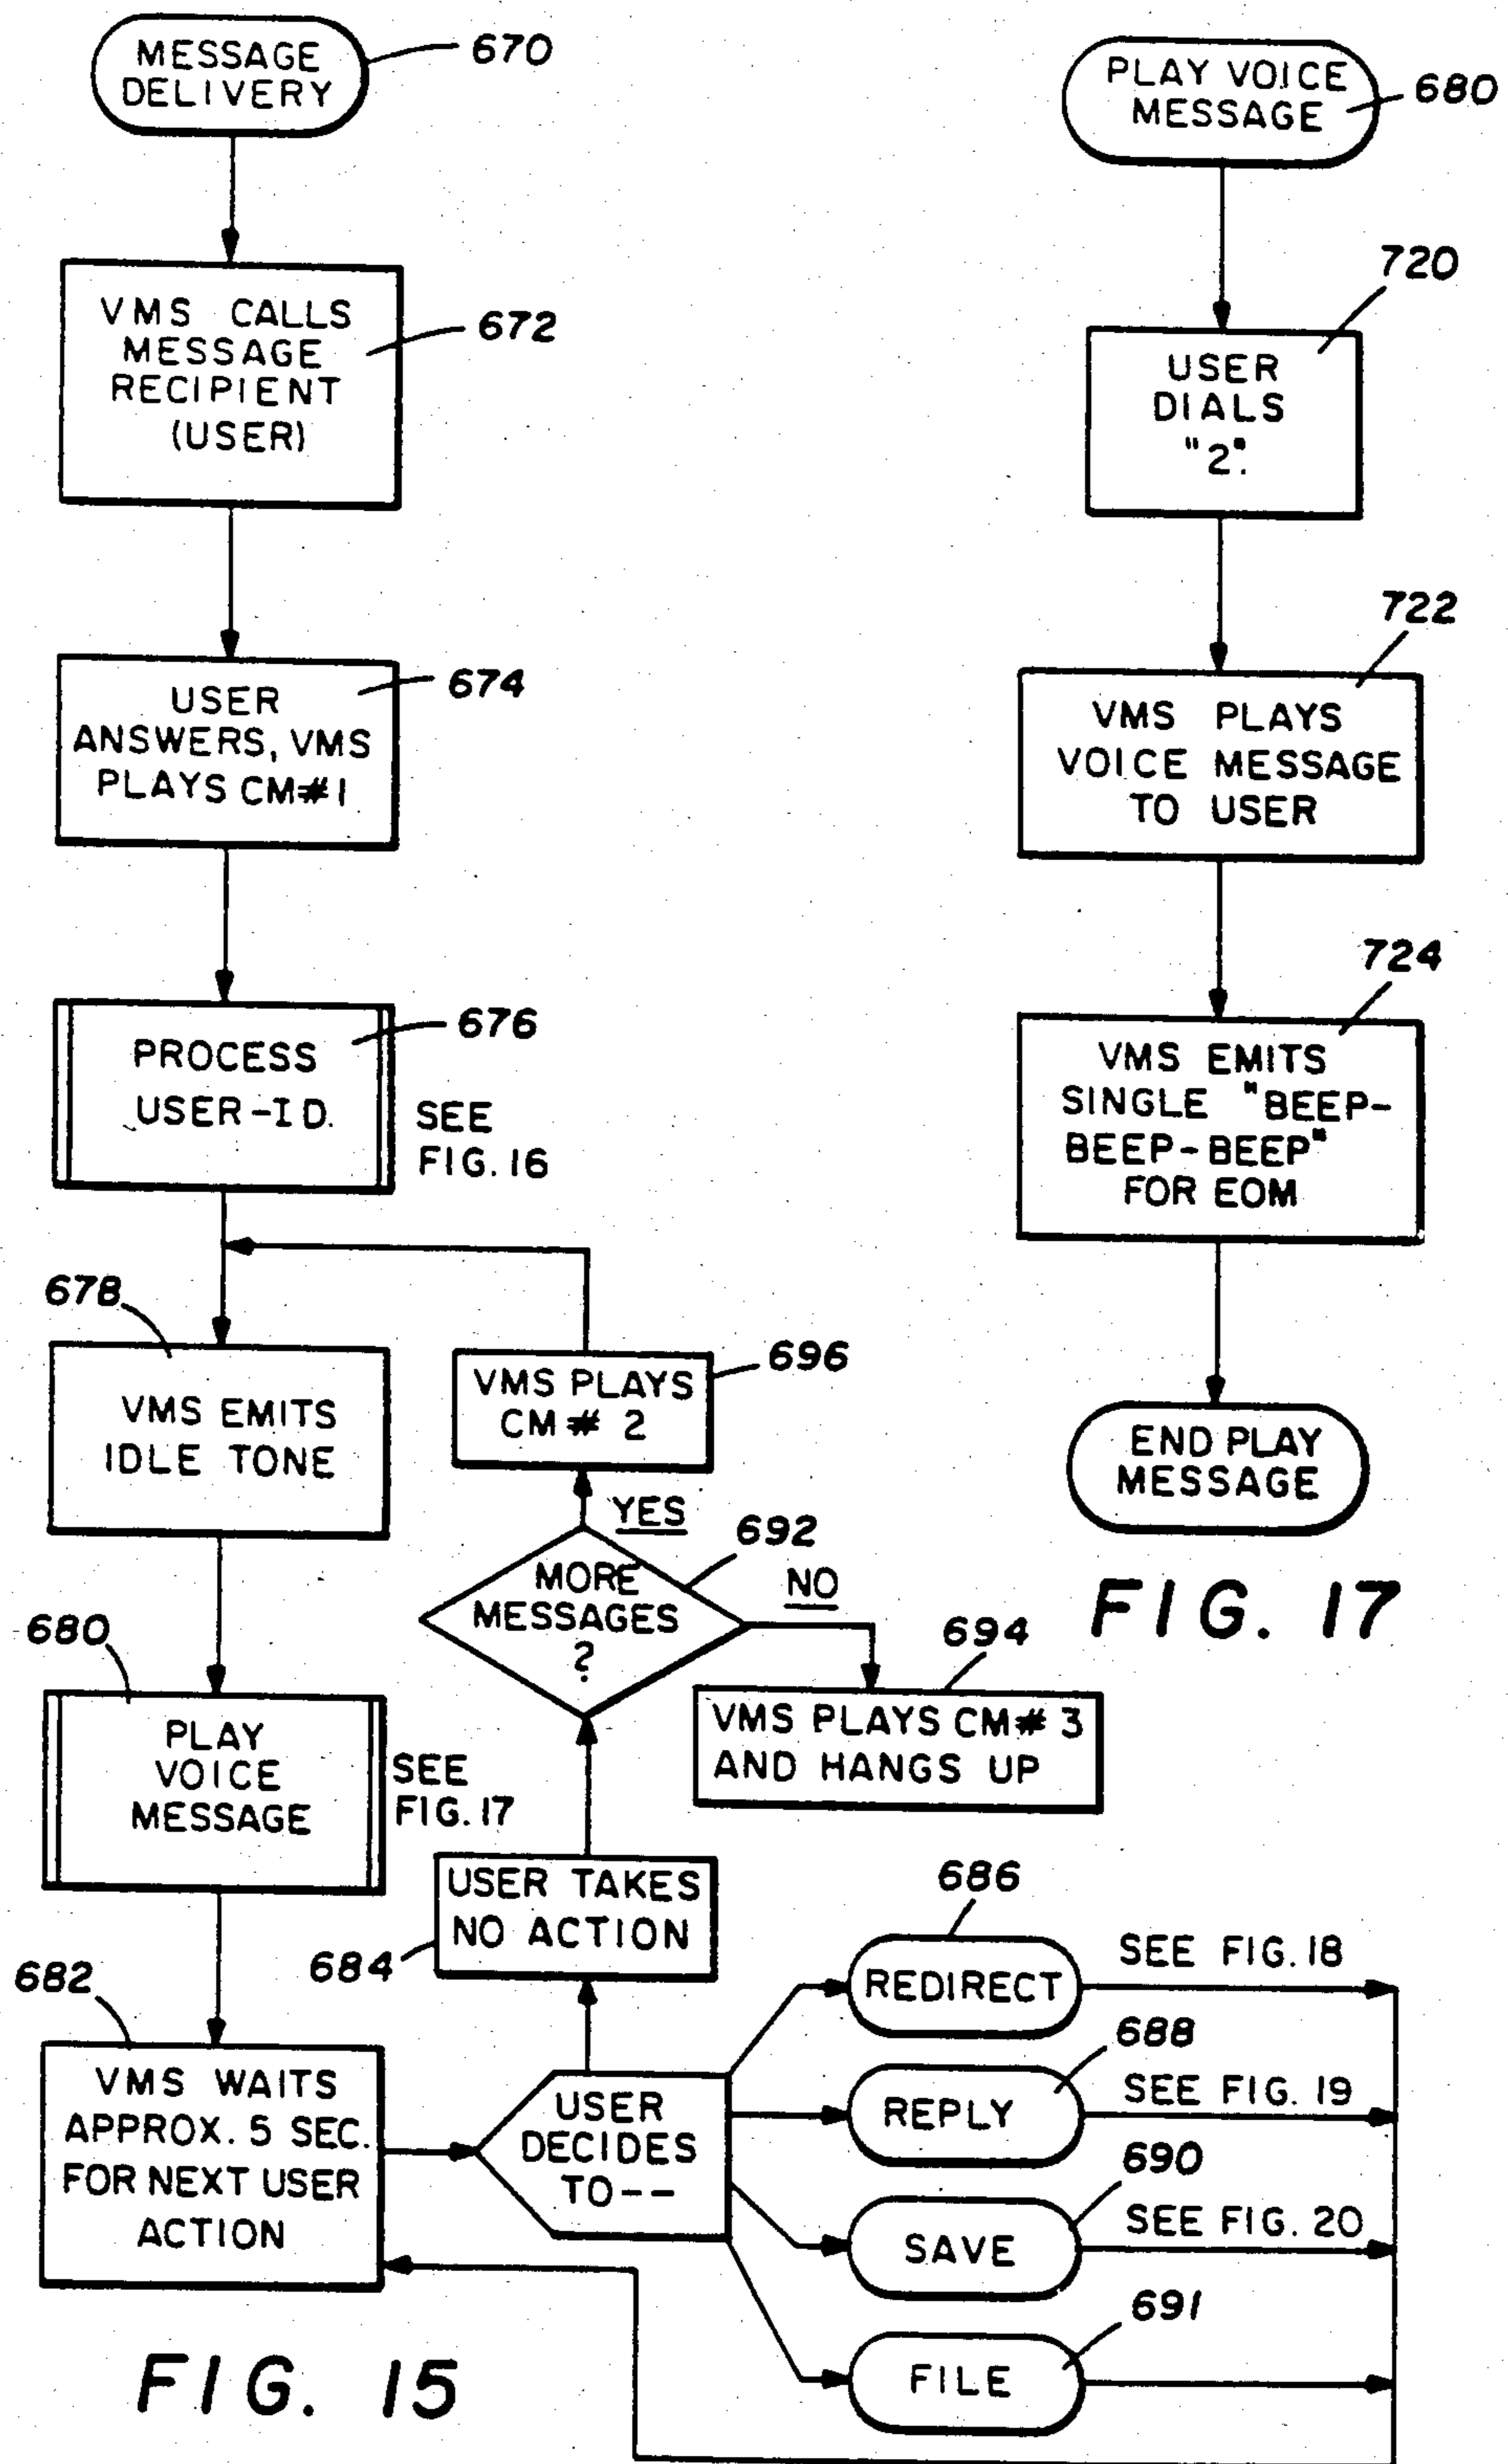 MESSAGE
DELIVERY
670
VMS CALLS
MESSAGE
RECIPIENT
(USER)
672
USER
ANSWERS, VMS
PLAYS CM#1
674
PROCESS
USER-ID.
676
SEE
FIG. 16
678
VMS EMITS
IDLE TONE
VMS PLAYS
CM# 2
696
YES
MORE
MESSAGES
?
692
NO
694
VMS PLAYS CM# 3
AND HANGS UP
680
PLAY
VOICE
MESSAGE
SEE
FIG. 17
USER TAKES
NO ACTION
684
682
VMS WAITS
APPROX. 5 SEC.
FOR NEXT USER
ACTION
USER
DECIDES
TO--
686
REDIRECT
SEE FIG. 18
688
REPLY
SEE FIG. 19
690
SAVE
SEE FIG. 20
691
FILE
FIG. 15
PLAY VOICE
MESSAGE
680
720
USER
DIALS
"2".
722
VMS PLAYS
VOICE MESSAGE
TO USER
724
VMS EMITS
SINGLE "BEEP-
BEEP-BEEP"
FOR EOM
END PLAY
MESSAGE
FIG. 17